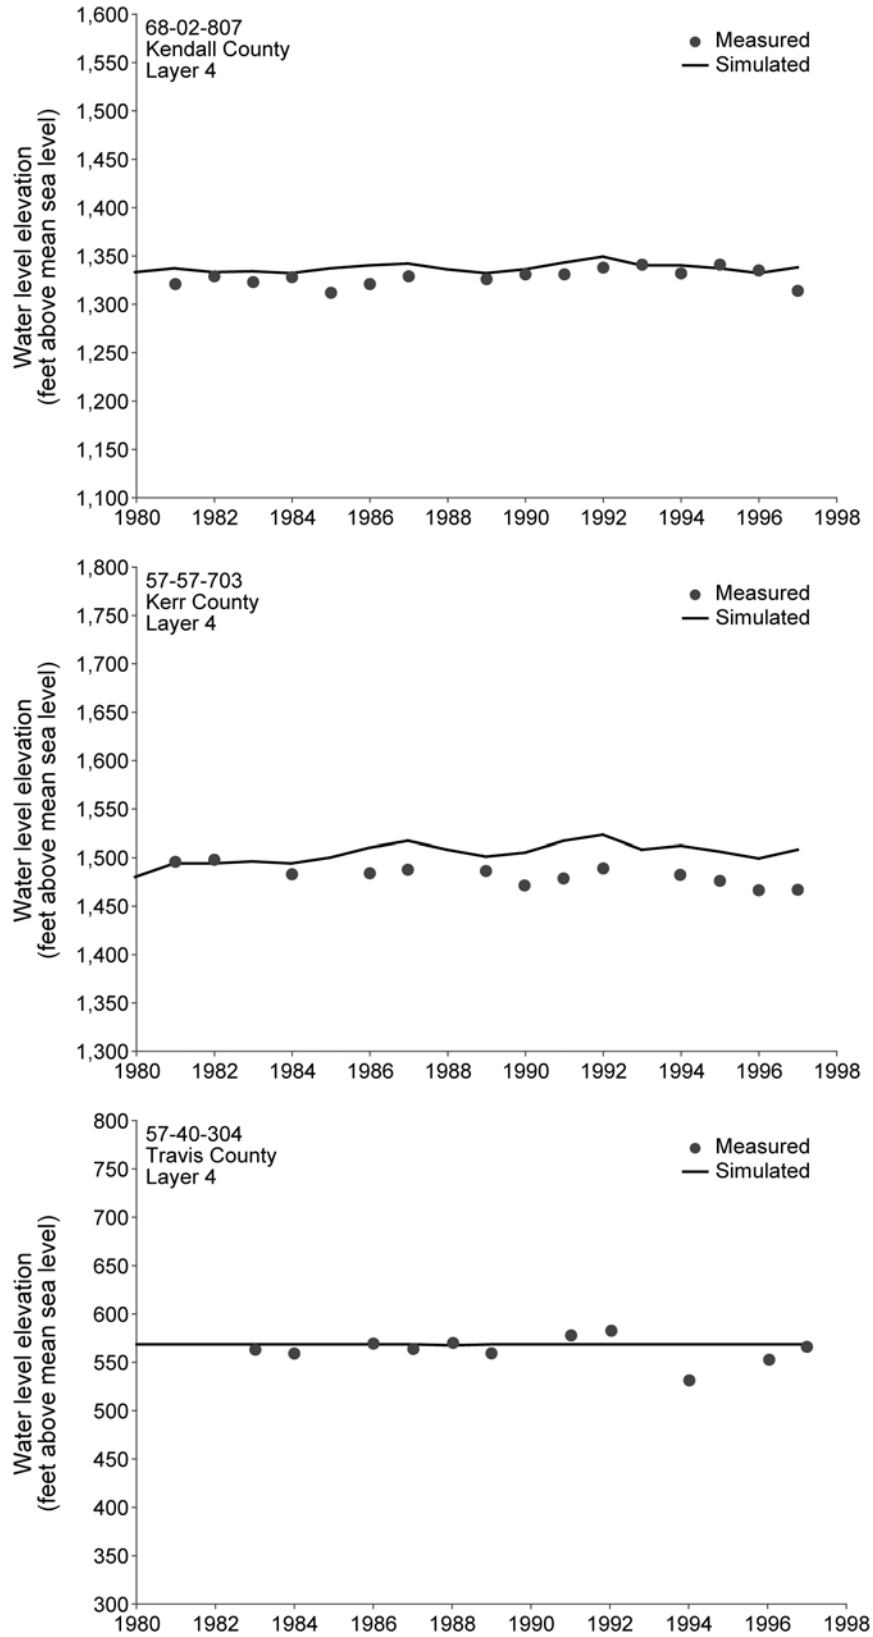 68-02-807
Kendall County
Layer 4
Measured
Simulated
Water level elevation
(feet above mean sea level)
1,600
1,550
1,500
1,450
1,400
1,350
1,300
1,250
1,200
1,150
1,100
1980 1982 1984 1986 1988 1990 1992 1994 1996 1998
57-57-703
Kerr County
Layer 4
Measured
Simulated
Water level elevation
(feet above mean sea level)
1,800
1,750
1,700
1,650
1,600
1,550
1,500
1,450
1,400
1,350
1,300
1980 1982 1984 1986 1988 1990 1992 1994 1996 1998
57-40-304
Travis County
Layer 4
Measured
Simulated
Water level elevation
(feet above mean sea level)
800
750
700
650
600
550
500
450
400
350
300
1980 1982 1984 1986 1988 1990 1992 1994 1996 1998